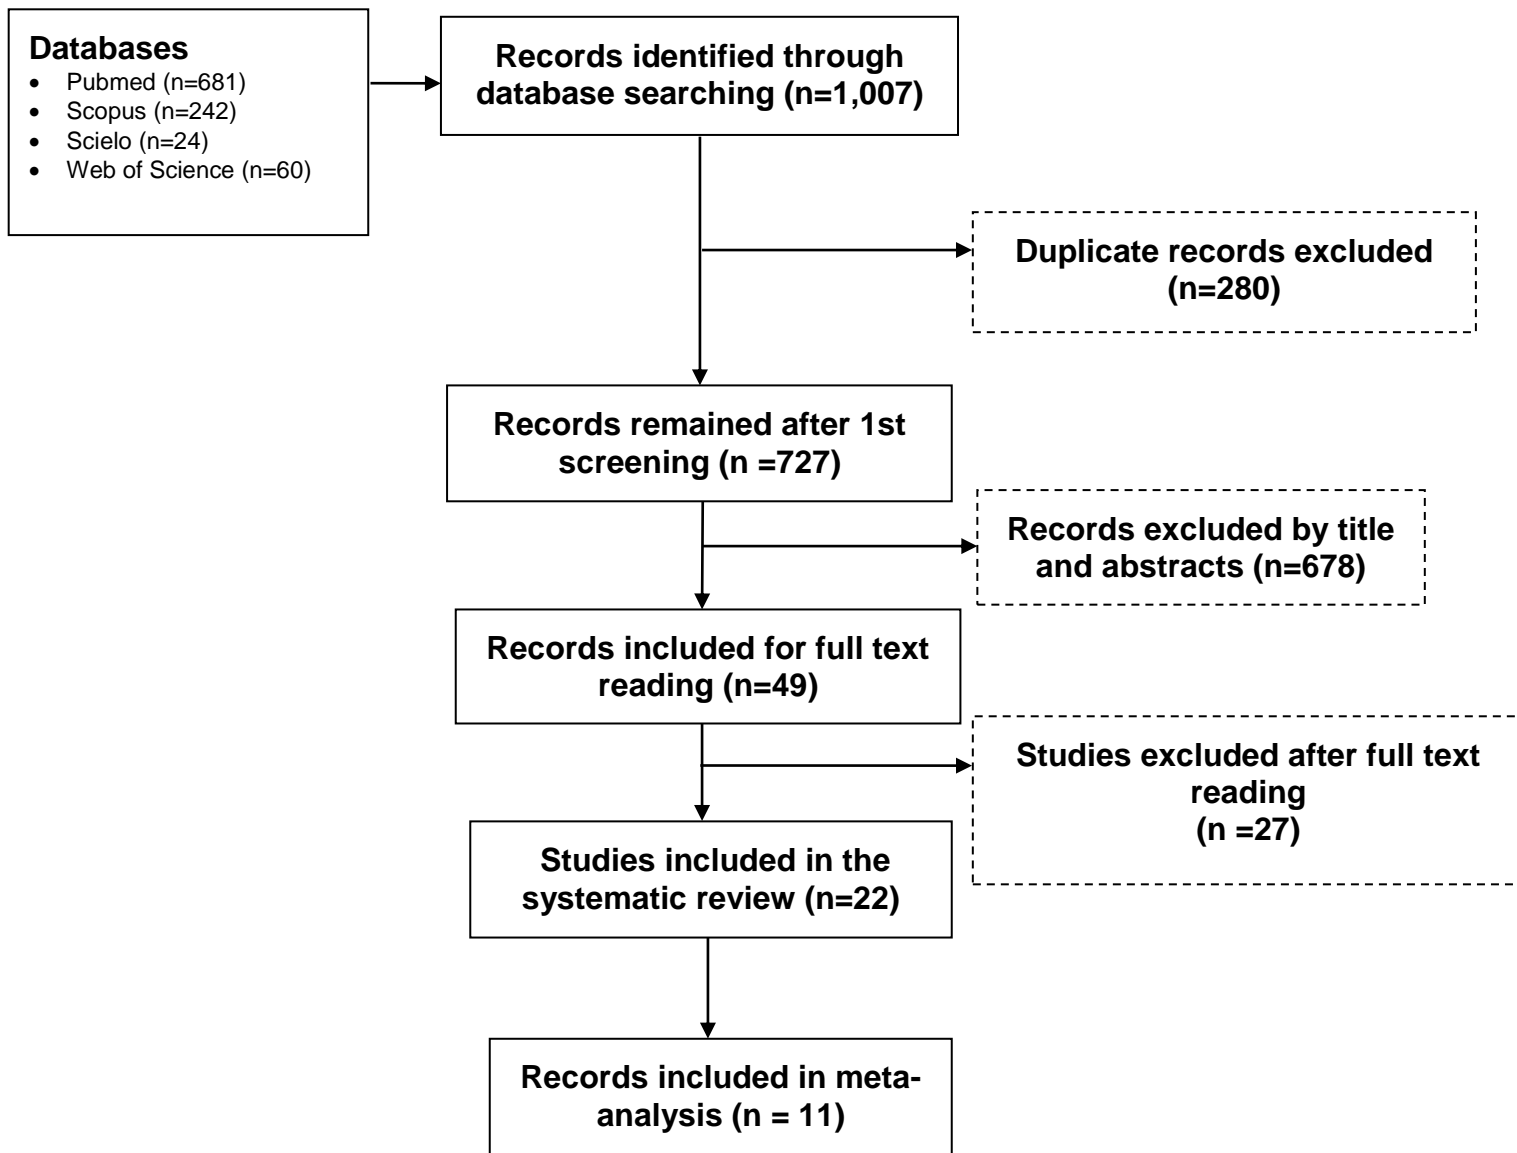 Databases
• Pubmed (n=681)
• Scopus (n=242)
• Scielo (n=24)
• Web of Science (n=60)
Records identified through
database searching (n=1,007)
Duplicate records excluded
(n=280)
Records remained after 1st
screening (n =727)
Records excluded by title
and abstracts (n=678)
Records included for full text
reading (n=49)
Studies excluded after full text
reading
(n =27)
Studies included in the
systematic review (n=22)
Records included in meta-
analysis (n = 11)